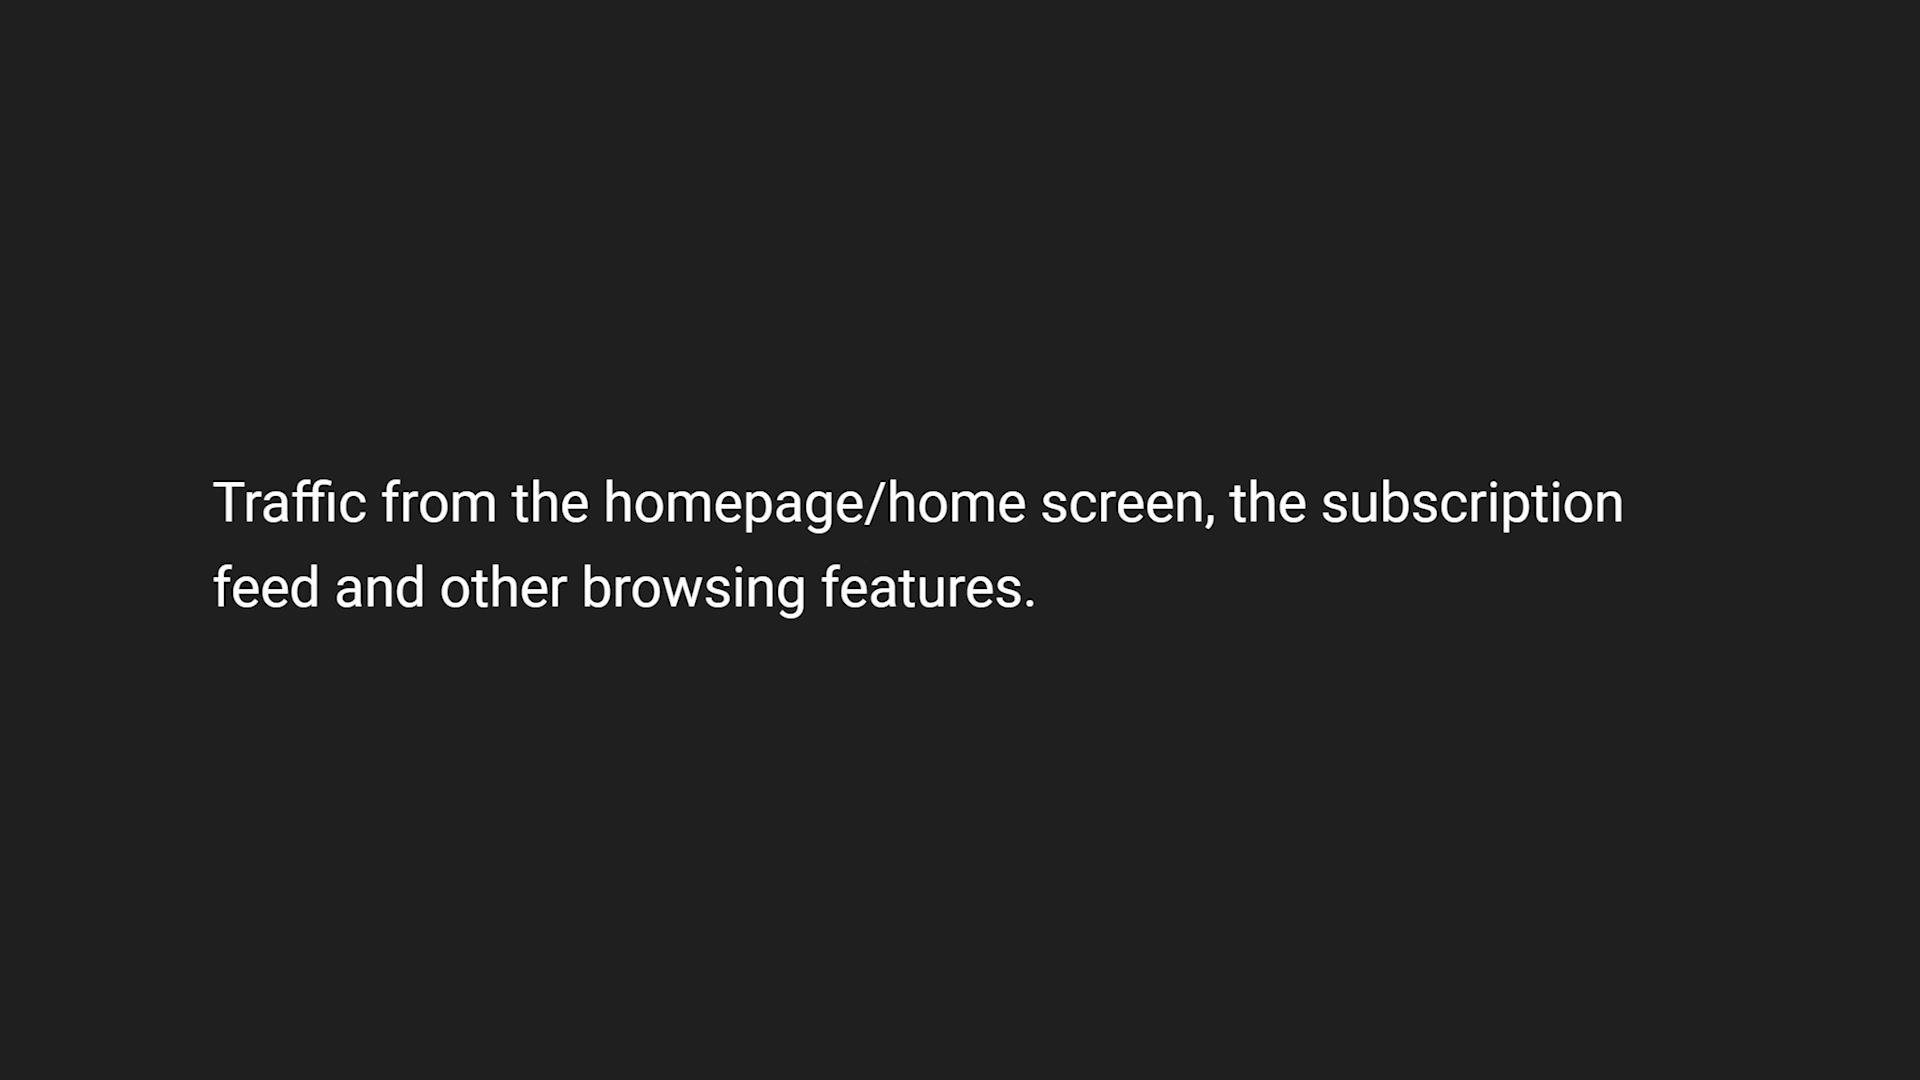 Traffic from the homepage/home screen, the subscription
feed and other browsing features.